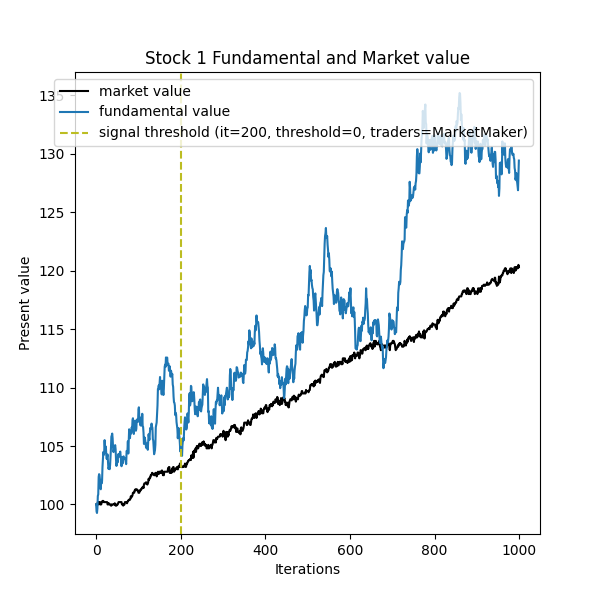 Stock 1 Fundamental and Market value
market value
fundamental value
signal threshold (it=200, threshold=0, traders=MarketMaker)
135
130
125
120
115
110
105
100
Present value
0 200 400 600 800 1000
Iterations